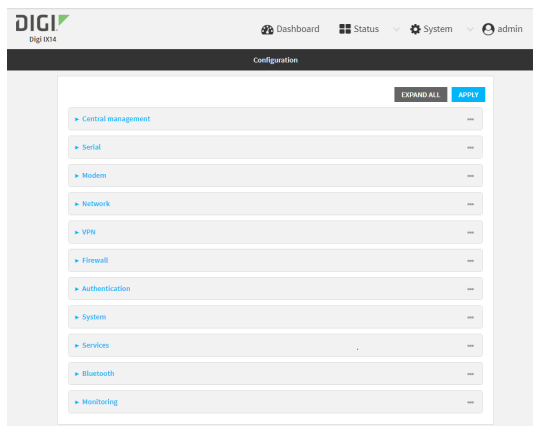 DIGI
Digi IX14
Dashboard Status System admin
Configuration
EXPAND ALL APPLY
Central management
Serial
Modem
Network
VPN
Firewall
Authentication
System
Services
Bluetooth
Monitoring